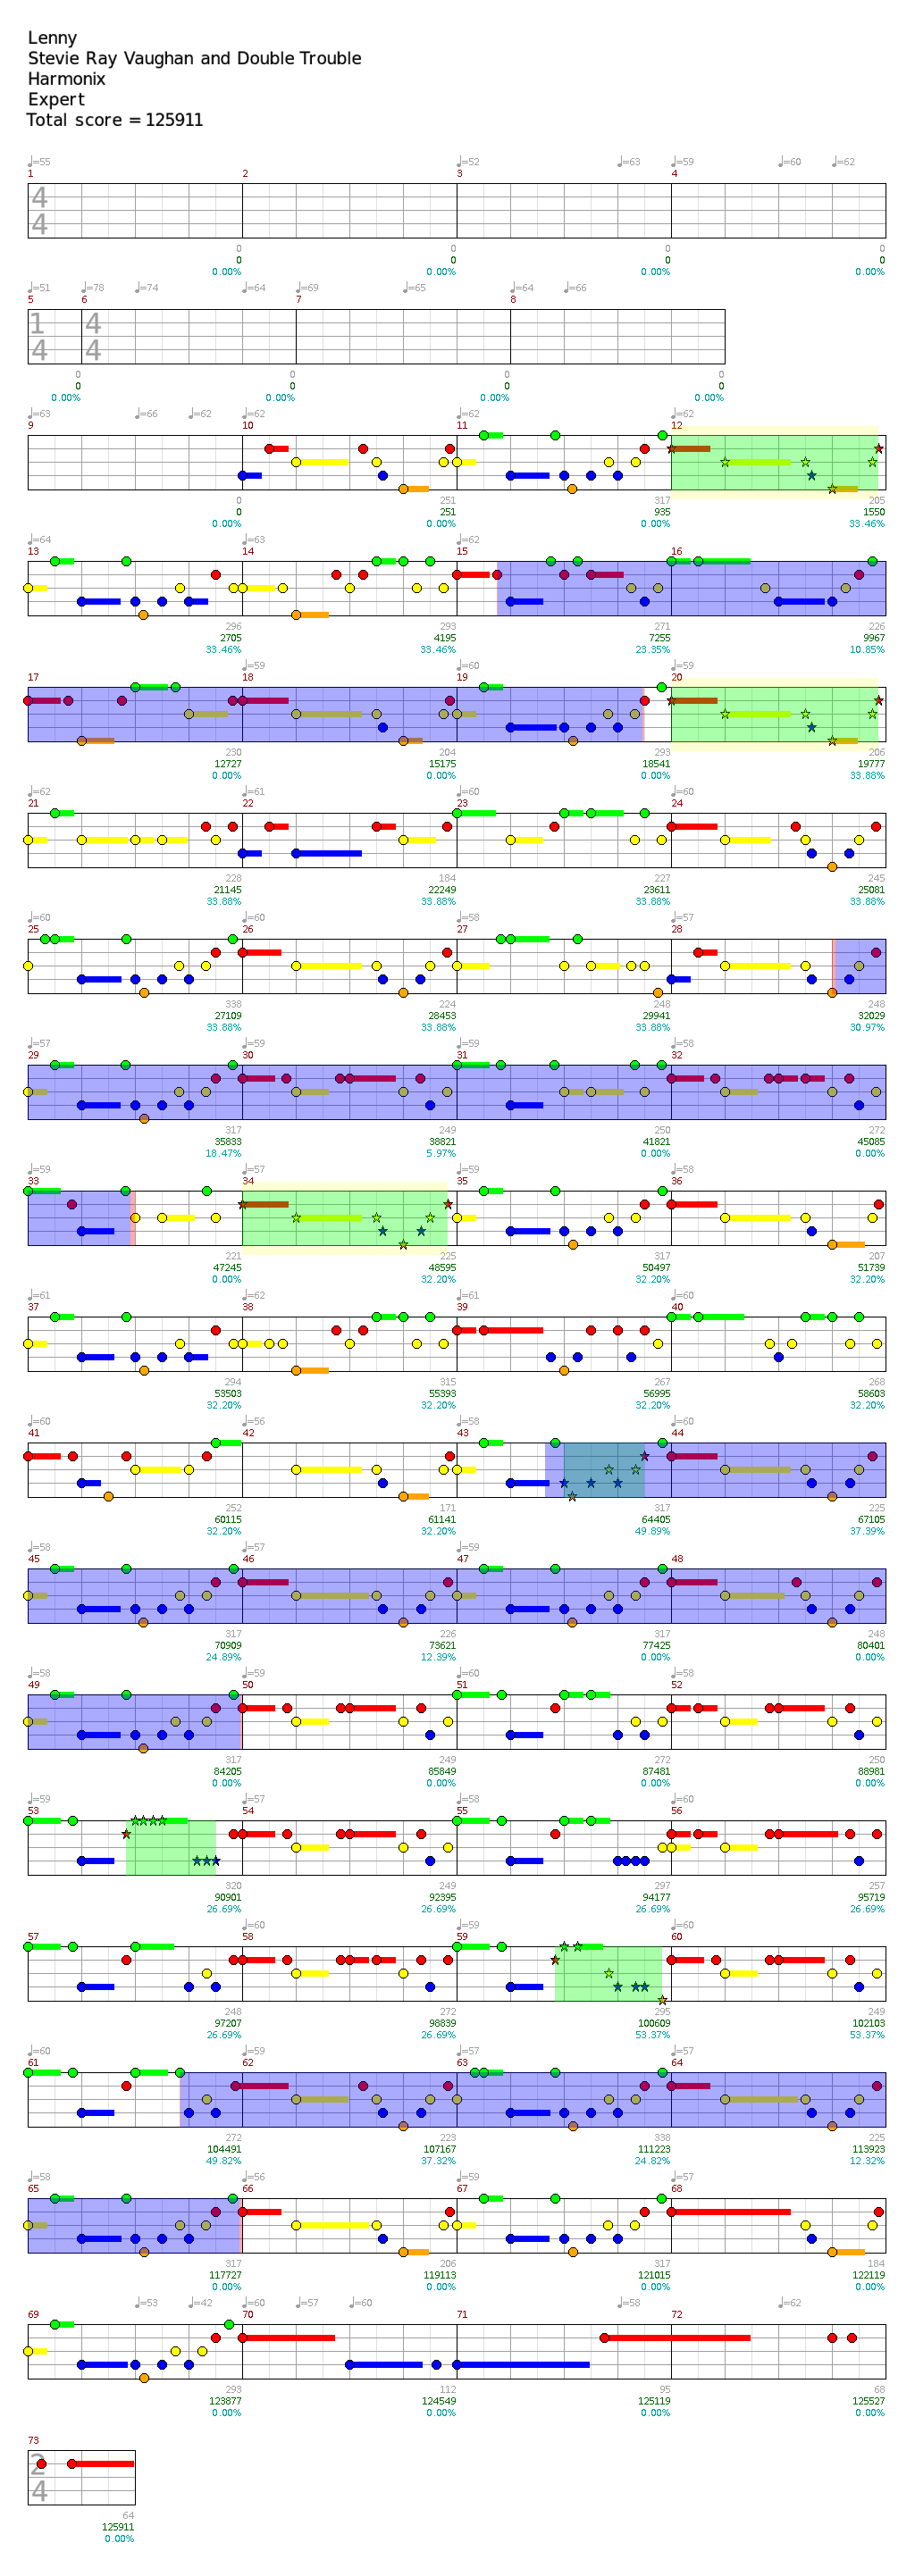 Lenny
Stevie Ray Vaughan and Double Trouble
Harmonix
Expert
Total score = 125911
♩=55 ♩=52 ♩=63 ♩=59 ♩=60 ♩=62
1 2 3 4
4
4
0 0 0 0
0 0 0 0
0.00% 0.00% 0.00% 0.00%
♩=51 ♩=78 ♩=74 ♩=64 ♩=69 ♩=65 ♩=64 ♩=66
5 6 7 8
1 4
4 4
0 0 0 0
0 0 0 0
0.00% 0.00% 0.00% 0.00%
♩=63 ♩=66 ♩=62 ♩=62 ♩=62 ♩=62
9 10 11 12
0 251 317 205
0 251 935 1550
0.00% 0.00% 0.00% 33.46%
♩=64 ♩=63 ♩=62
13 14 15 16
296 293 271 226
2705 4195 7255 9967
33.46% 33.46% 23.35% 10.85%
♩=59 ♩=60 ♩=59
17 18 19 20
230 204 293 206
12727 15175 18541 19777
0.00% 0.00% 0.00% 33.88%
♩=62 ♩=61 ♩=60 ♩=60
21 22 23 24
228 184 227 245
21145 22249 23611 25081
33.88% 33.88% 33.88% 33.88%
♩=60 ♩=60 ♩=58 ♩=57
25 26 27 28
338 224 248 248
27109 28453 29941 32029
33.88% 33.88% 33.88% 30.97%
♩=57 ♩=59 ♩=59 ♩=58
29 30 31 32
317 249 250 272
35833 38821 41821 45085
18.47% 5.97% 0.00% 0.00%
♩=59 ♩=57 ♩=60 ♩=58
33 34 35 36
221 225 317 207
47245 48595 50497 51739
0.00% 32.20% 32.20% 32.20%
♩=61 ♩=62 ♩=61 ♩=60
37 38 39 40
294 315 267 268
53503 55393 56995 58603
32.20% 32.20% 32.20% 32.20%
♩=60 ♩=56 ♩=58
41 42 43 44
252 171 317 225
60115 61141 64405 67105
32.20% 32.20% 49.89% 37.39%
♩=58 ♩=57 ♩=59
45 46 47 48
317 226 317 248
70909 73621 77425 80401
24.89% 12.39% 0.00% 0.00%
♩=58 ♩=59 ♩=60 ♩=58
49 50 51 52
317 249 272 250
84205 85849 87481 88981
0.00% 0.00% 0.00% 0.00%
♩=59 ♩=57 ♩=60
53 54 55 56
320 249 297 257
90901 92395 94177 95719
26.69% 26.69% 26.69% 26.69%
♩=60 ♩=59
57 58 59 60
248 272 295 249
97207 98839 100609 102103
26.69% 26.69% 53.37% 53.37%
♩=60 ♩=59 ♩=57 ♩=57
61 62 63 64
272 223 338 225
104491 107167 111223 113923
49.82% 37.32% 24.82% 12.32%
♩=58 ♩=56 ♩=59 ♩=57
65 66 67 68
317 206 317 184
117727 119113 121015 122119
0.00% 0.00% 0.00% 0.00%
♩=53 ♩=42 ♩=60 ♩=57 ♩=60 ♩=58 ♩=62
69 70 71 72
293 112 95 68
123877 124549 125119 125527
0.00% 0.00% 0.00% 0.00%
73
2
4
64
125911
0.00%